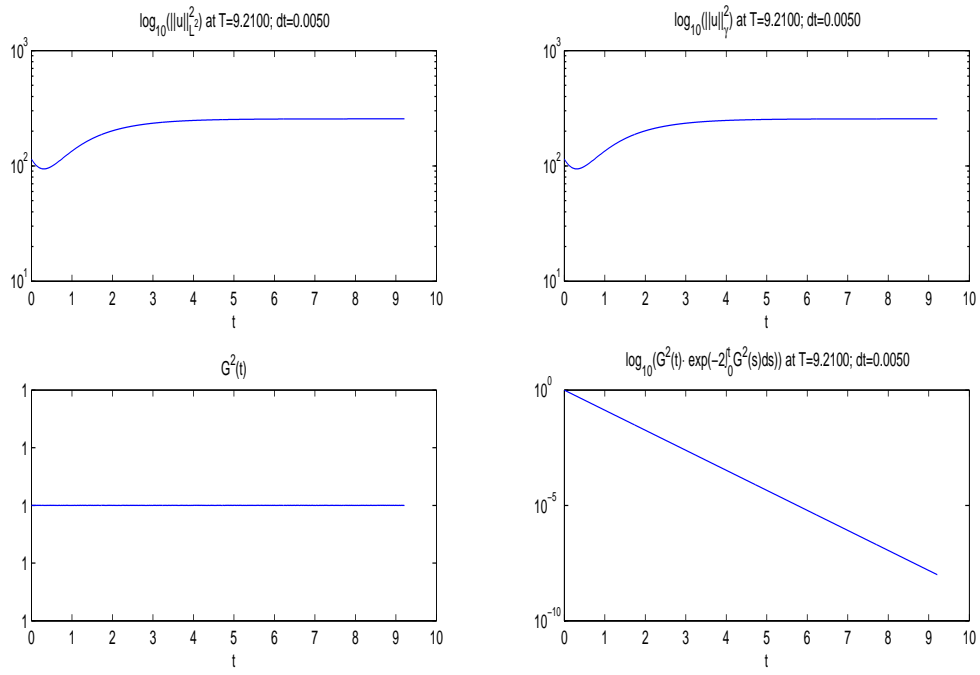 log10(||u||²L²) at T=9.2100; dt=0.0050
10³
10²
10¹
0 1 2 3 4 5 6 7 8 9 10
t
log10(||u||²γ) at T=9.2100; dt=0.0050
10³
10²
10¹
0 1 2 3 4 5 6 7 8 9 10
t
G²(t)
1
1
1
1
1
0 1 2 3 4 5 6 7 8 9 10
t
log10(G²(t)· exp(-2∫₀ᵗG²(s)ds)) at T=9.2100; dt=0.0050
10⁰
10⁻⁵
10⁻¹⁰
0 1 2 3 4 5 6 7 8 9 10
t